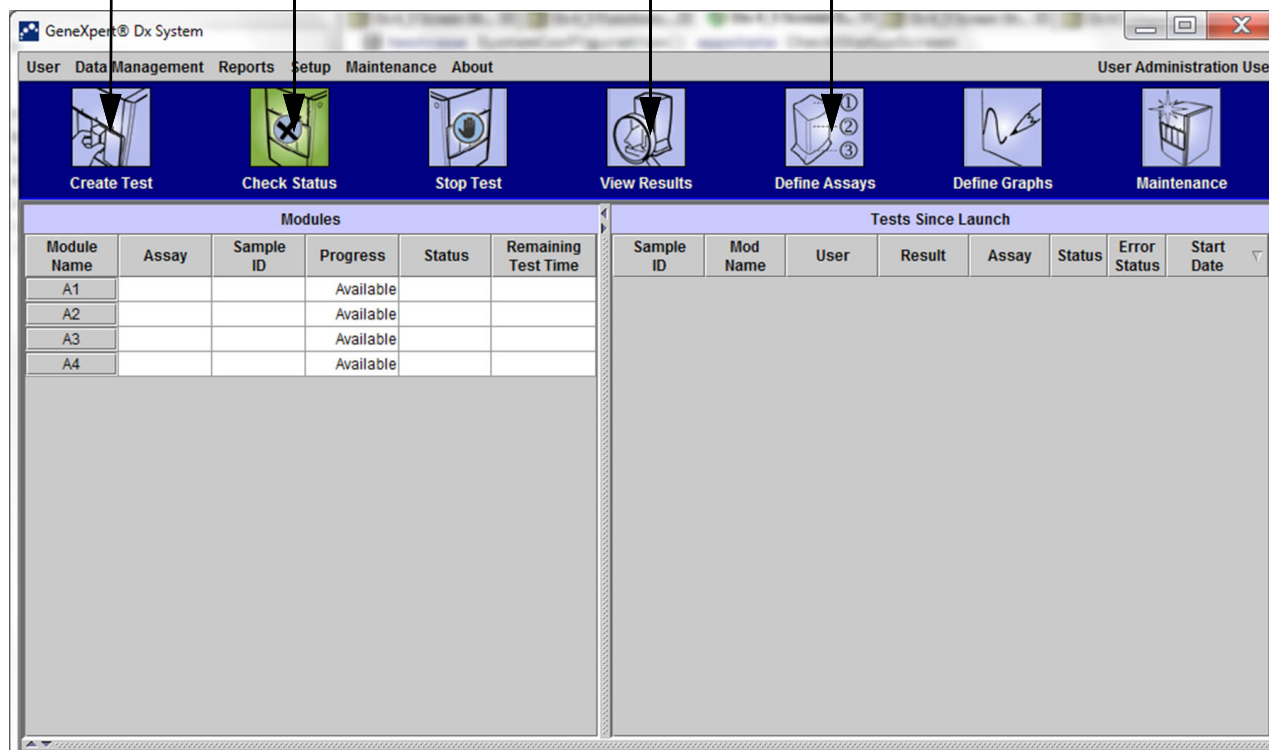 GeneXpert® Dx System
User Data Management Reports Setup Maintenance About User Administration Use
Create Test Check Status Stop Test View Results Define Assays Define Graphs Maintenance
① ② ③
Modules Tests Since Launch
Module Name Assay Sample ID Progress Status Remaining Test Time Sample ID Mod Name User Result Assay Status Error Status Start Date
A1 Available
A2 Available
A3 Available
A4 Available